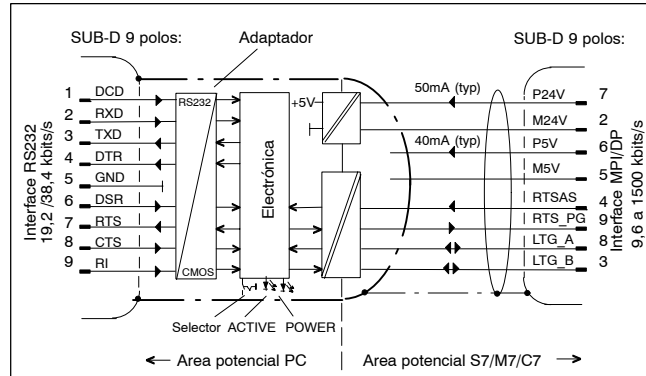 SUB-D 9 polos:
Adaptador
SUB-D 9 polos:
Interface RS232
19,2 /38,4 kbits/s
1 DCD
2 RXD
3 TXD
4 DTR
5 GND
6 DSR
7 RTS
8 CTS
9 RI
RS232
CMOS
Electrónica
+5V
50mA (typ)
40mA (typ)
P24V 7
M24V 2
P5V 6
M5V 5
RTSAS 4
RTS_PG 9
LTG_A 8
LTG_B 3
Interface MPI/DP
9,6 a 1500 kbits/s
Selector ACTIVE POWER
Area potencial PC
Area potencial S7/M7/C7